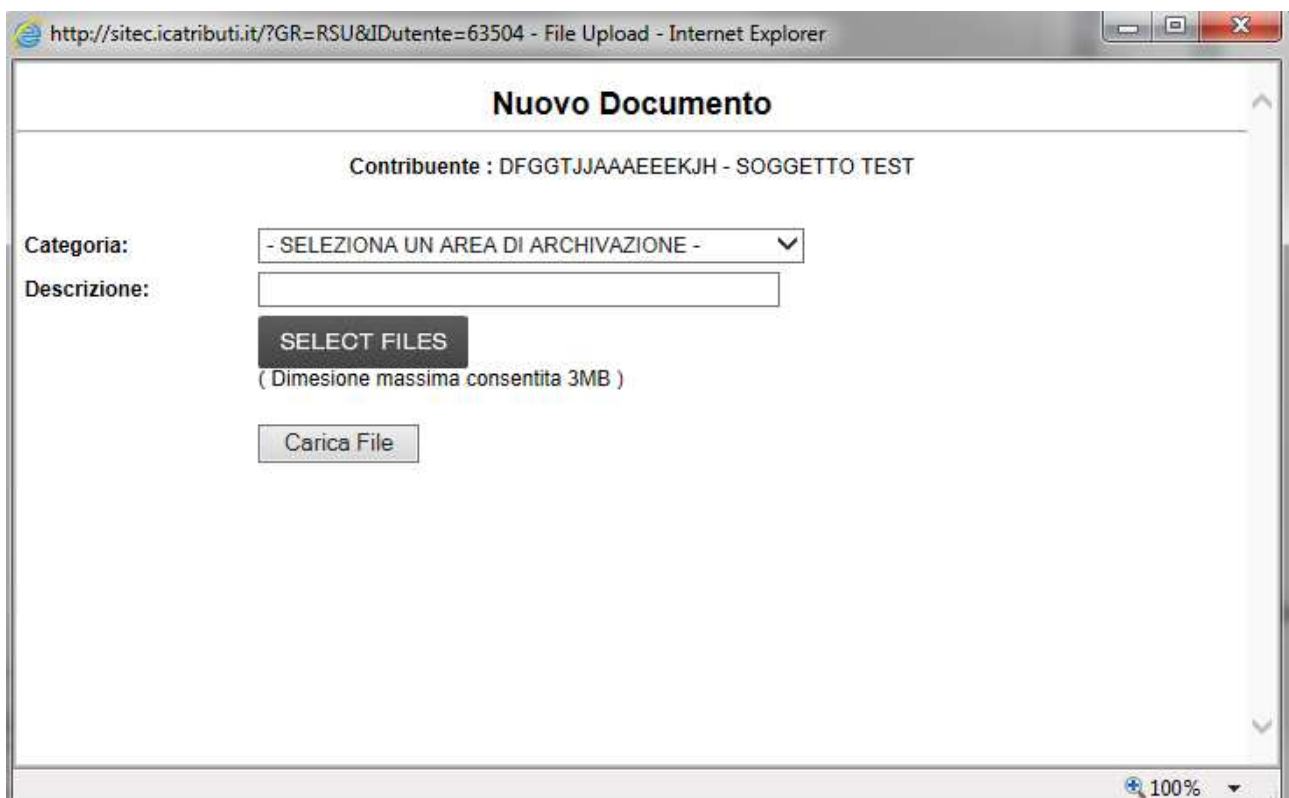 http://sitec.icatributi.it/?GR=RSU&IDutente=63504 - File Upload - Internet Explorer
Nuovo Documento
Contribuente : DFGGTJJAAAEEEKJH - SOGGETTO TEST
Categoria: - SELEZIONA UN AREA DI ARCHIVAZIONE -
Descrizione:
SELECT FILES
( Dimesione massima consentita 3MB )
Carica File
100%